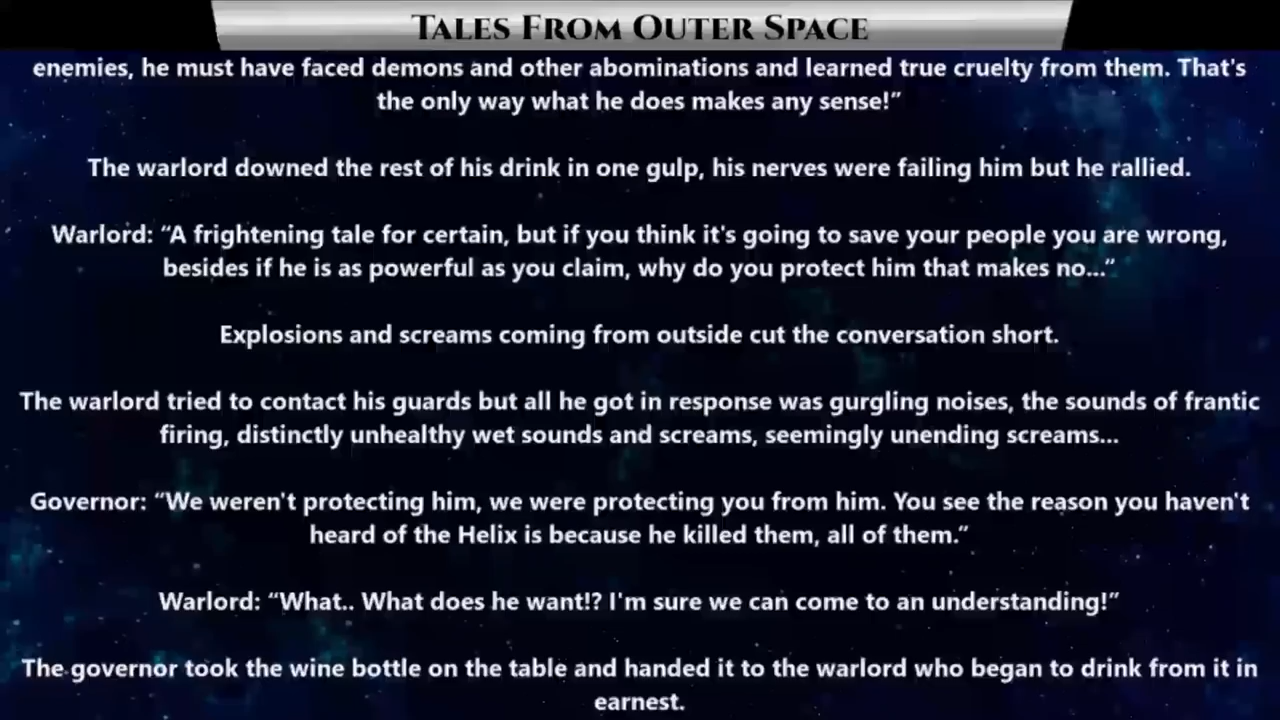 Tales From Outer Space
enemies, he must have faced demons and other abominations and learned true cruelty from them. That's
the only way what he does makes any sense!”
The warlord downed the rest of his drink in one gulp, his nerves were failing him but he rallied.
Warlord: “A frightening tale for certain, but if you think it's going to save your people you are wrong,
besides if he is as powerful as you claim, why do you protect him that makes no...”
Explosions and screams coming from outside cut the conversation short.
The warlord tried to contact his guards but all he got in response was gurgling noises, the sounds of frantic
firing, distinctly unhealthy wet sounds and screams, seemingly unending screams...
Governor: “We weren't protecting him, we were protecting you from him. You see the reason you haven't
heard of the Helix is because he killed them, all of them.”
Warlord: “What.. What does he want!? I'm sure we can come to an understanding!”
The governor took the wine bottle on the table and handed it to the warlord who began to drink from it in
earnest.